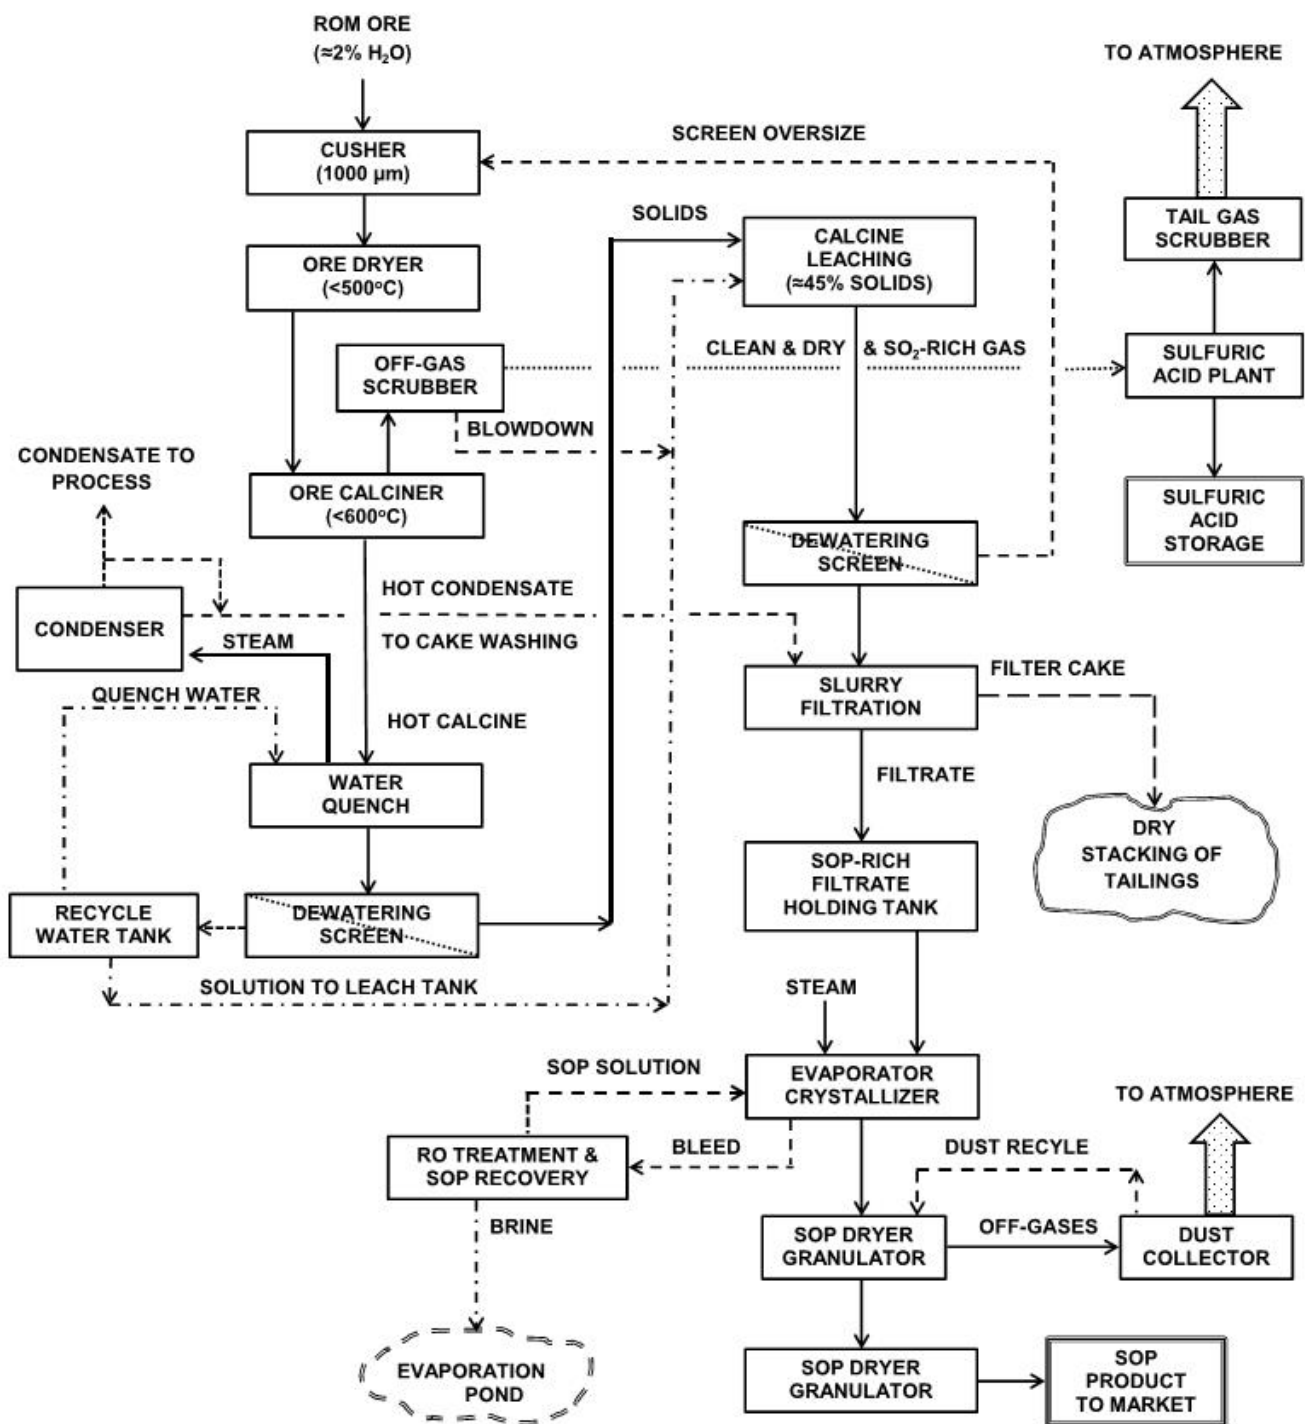 ROM ORE
(≈2% H₂O)
TO ATMOSPHERE
SCREEN OVERSIZE
CUSHER
(1000 µm)
SOLIDS
TAIL GAS
SCRUBBER
CALCINE
LEACHING
(≈45% SOLIDS)
ORE DRYER
(<500°C)
OFF-GAS
SCRUBBER
CLEAN & DRY & SO₂-RICH GAS
SULFURIC
ACID PLANT
BLOWDOWN
CONDENSATE TO
PROCESS
ORE CALCINER
(<600°C)
SULFURIC
ACID
STORAGE
DEWATERING
SCREEN
HOT CONDENSATE
CONDENSER
STEAM
TO CAKE WASHING
FILTER CAKE
SLURRY
FILTRATION
QUENCH WATER
HOT CALCINE
WATER
QUENCH
FILTRATE
DRY
STACKING OF
TAILINGS
SOP-RICH
FILTRATE
HOLDING TANK
RECYCLE
WATER TANK
DEWATERING
SCREEN
SOLUTION TO LEACH TANK
STEAM
SOP SOLUTION
EVAPORATOR
CRYSTALLIZER
TO ATMOSPHERE
RO TREATMENT &
SOP RECOVERY
BLEED
DUST RECYLE
BRINE
SOP DRYER
GRANULATOR
OFF-GASES
DUST
COLLECTOR
EVAPORATION
POND
SOP DRYER
GRANULATOR
SOP
PRODUCT
TO MARKET